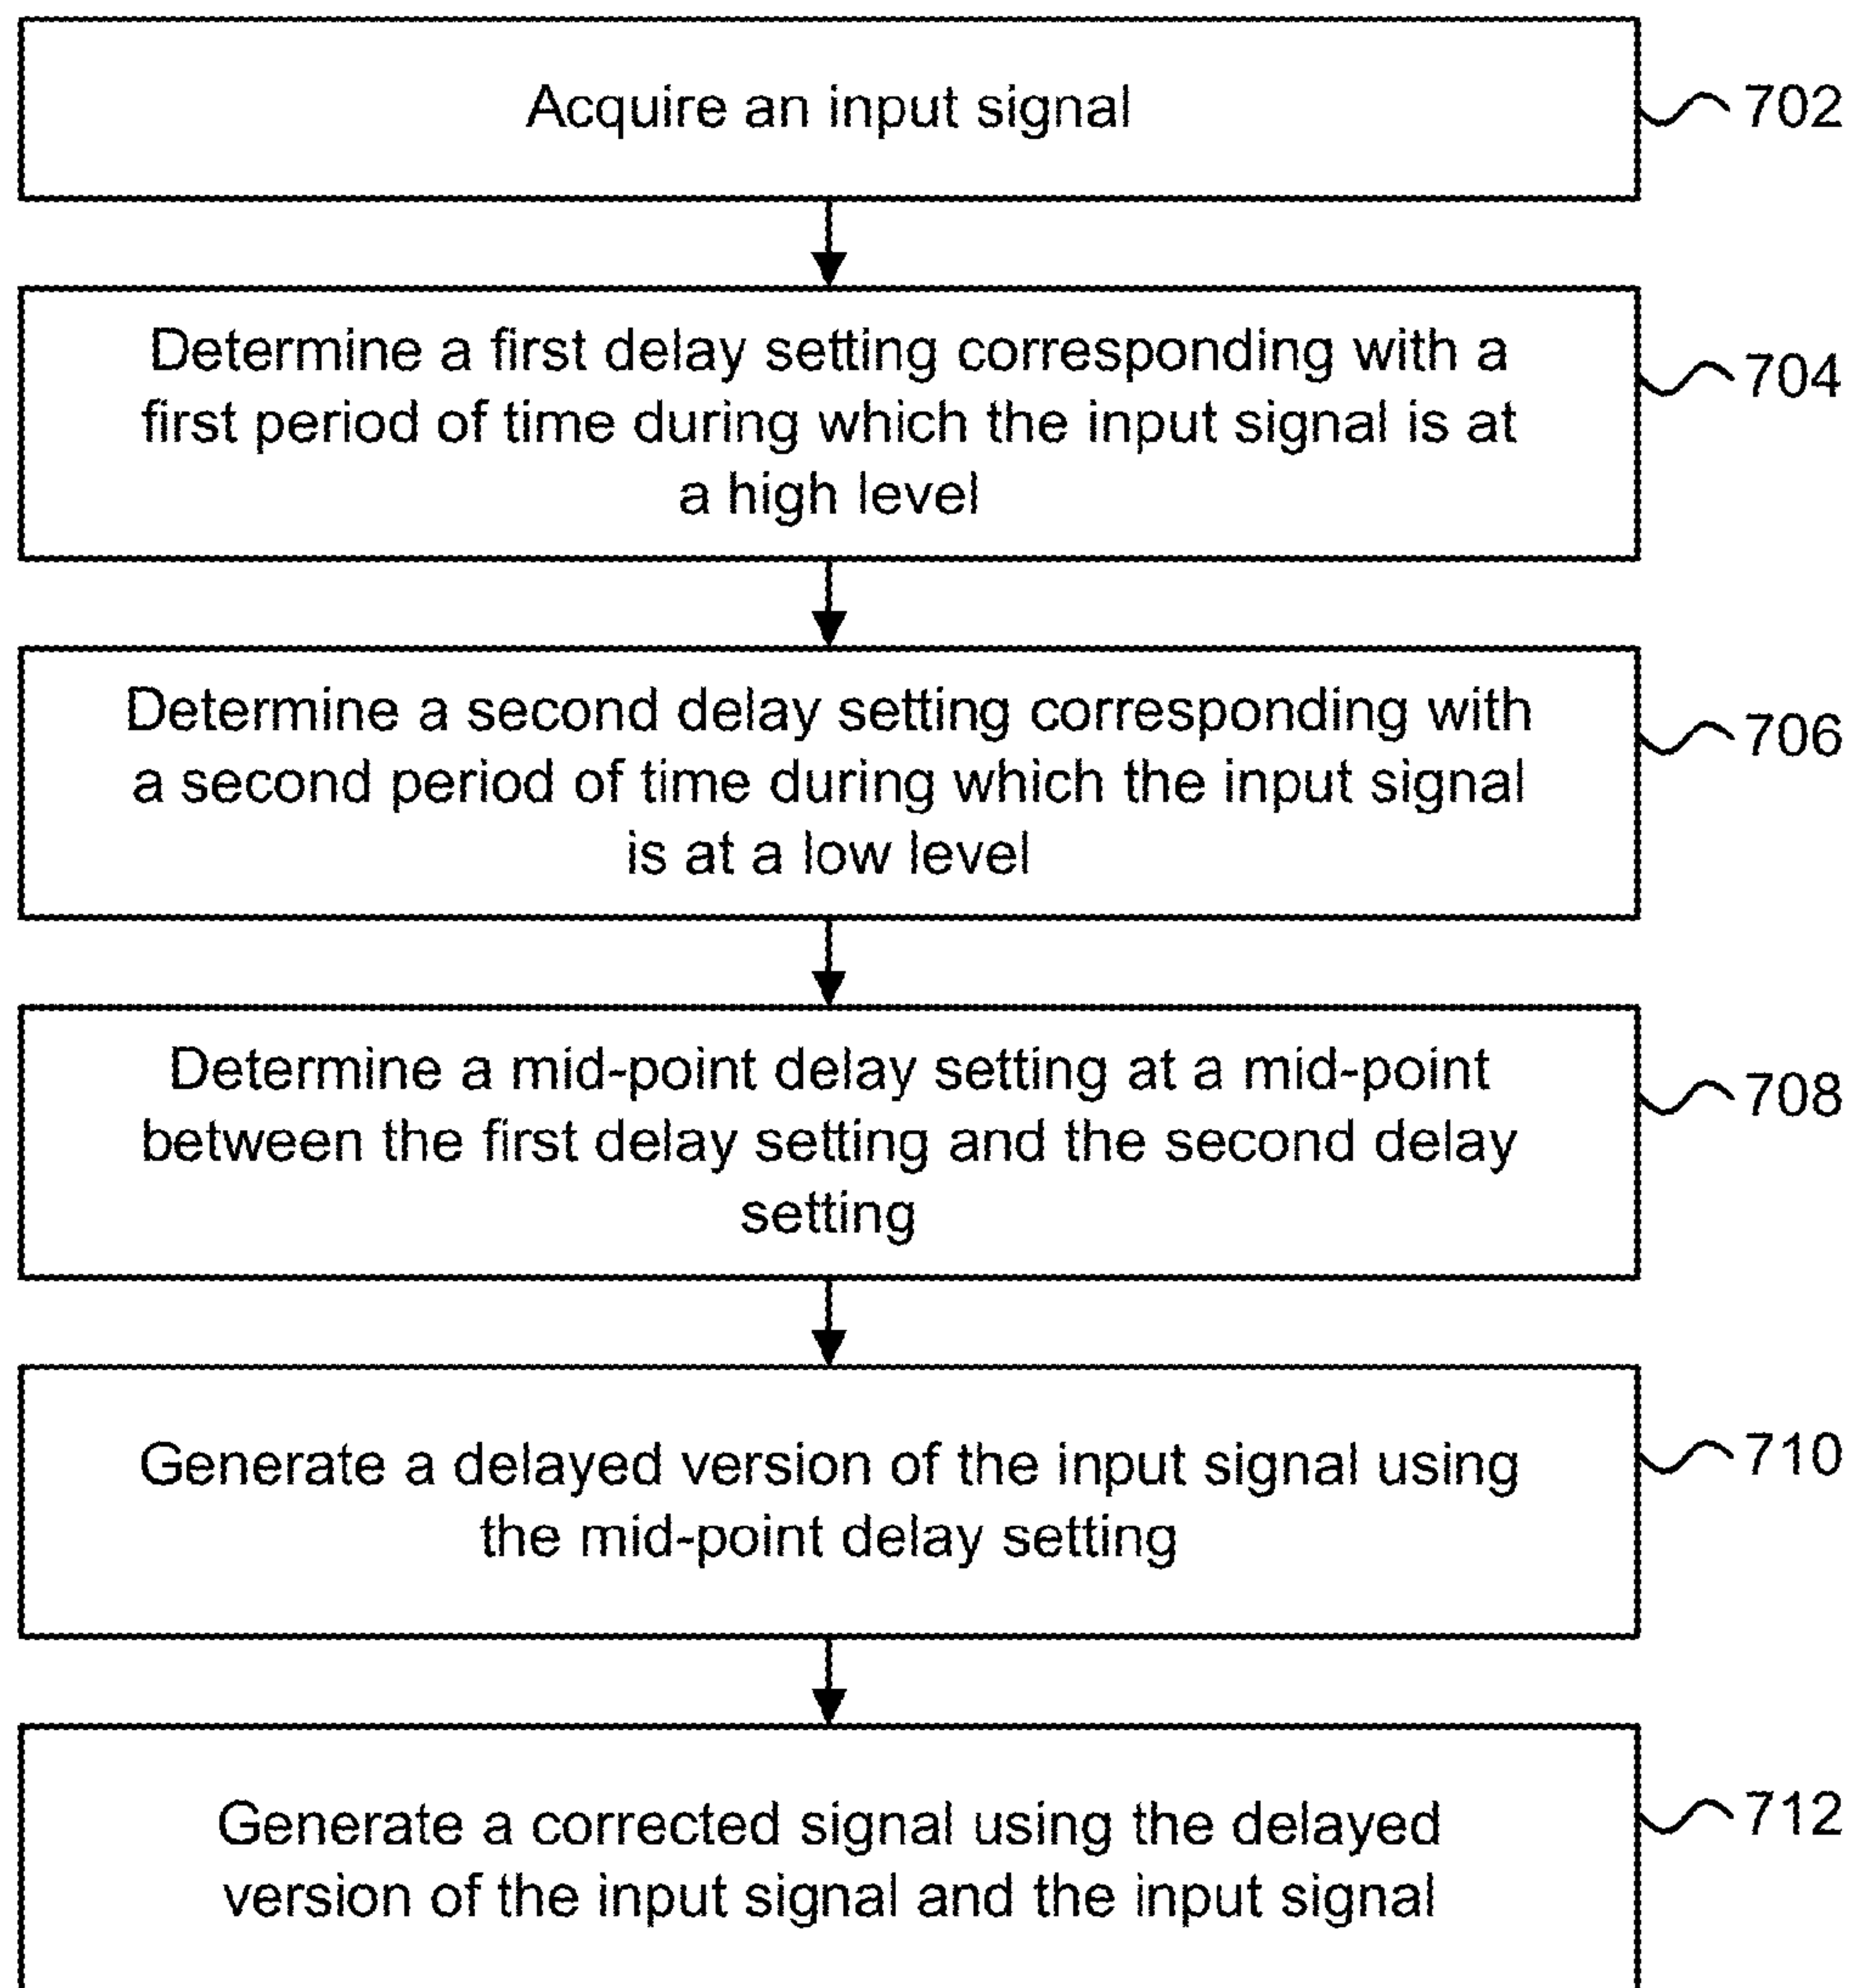 Acquire an input signal
702
Determine a first delay setting corresponding with a
first period of time during which the input signal is at
a high level
704
Determine a second delay setting corresponding with
a second period of time during which the input signal
is at a low level
706
Determine a mid-point delay setting at a mid-point
between the first delay setting and the second delay
setting
708
Generate a delayed version of the input signal using
the mid-point delay setting
710
Generate a corrected signal using the delayed
version of the input signal and the input signal
712